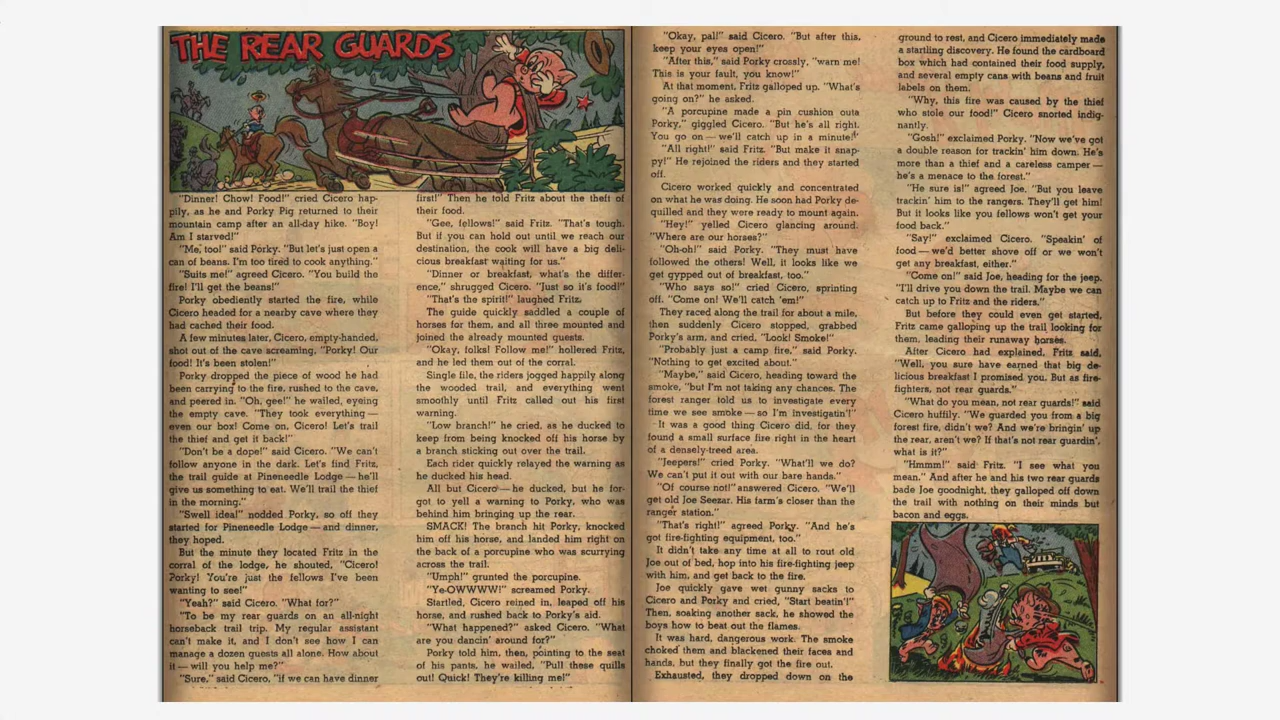 THE REAR GUARDS
"Dinner! Chow! Food!" cried Cicero hap-
pily, as he and Porky Pig returned to their
mountain camp after an all-day hike. "Boy!
Am I starved!"
"Me, too!" said Porky. "But let's just open a
can of beans. I'm too tired to cook anything."
"Suits me!" agreed Cicero. "You build the
fire! I'll get the beans!"
Porky obediently started the fire, while
Cicero headed for a nearby cave where they
had cached their food.
A few minutes later, Cicero, empty-handed,
shot out of the cave screaming, "Porky! Our
food! It's been stolen!"
Porky dropped the piece of wood he had
been carrying to the fire, rushed to the cave,
and peered in. "Oh, gee!" he wailed, eyeing
the empty cave. "They took everything—
even our box! Come on, Cicero! Let's trail
the thief and get it back!"
"Don't be a dope!" said Cicero. "We can't
follow anyone in the dark. Let's find Fritz,
the trail guide at Pineneedle Lodge—he'll
give us something to eat. We'll trail the thief
in the morning."
"Swell idea!" nodded Porky, so off they
started for Pineneedle Lodge—and dinner,
they hoped.
But the minute they located Fritz in the
corral of the lodge, he shouted, "Cicero!
Porky! You're just the fellows I've been
wanting to see!"
"Yeah?" said Cicero. "What for?"
"To be my rear guards on an all-night
horseback trail trip. My regular assistant
can't make it, and I don't see how I can
manage a dozen guests all alone. How about
it—will you help me?"
"Sure," said Cicero, "if we can have dinner
first!" Then he told Fritz about the theft of
their food.
"Gee, fellows!" said Fritz. "That's tough.
But if you can hold out until we reach our
destination, the cook will have a big deli-
cious breakfast waiting for us."
"Dinner or breakfast, what's the differ-
ence," shrugged Cicero. "Just so it's food!"
"That's the spirit!" laughed Fritz.
The guide quickly saddled a couple of
horses for them, and all three mounted and
joined the already mounted guests.
"Okay, folks! Follow me!" hollered Fritz,
and he led them out of the corral.
Single file, the riders jogged happily along
the wooded trail, and everything went
smoothly until Fritz called out his first
warning.
"Low branch!" he cried, as he ducked to
keep from being knocked off his horse by
a branch sticking out over the trail.
Each rider quickly relayed the warning as
he ducked his head.
All but Cicero—he ducked, but he for-
got to yell a warning to Porky, who was
behind him bringing up the rear.
SMACK! The branch hit Porky, knocked
him off his horse, and landed him right on
the back of a porcupine who was scurrying
across the trail.
"Umph!" grunted the porcupine.
"Ye-OWWWW!" screamed Porky.
Startled, Cicero reined in, leaped off his
horse, and rushed back to Porky's aid.
"What happened?" asked Cicero. "What
are you dancin' around for?"
Porky told him, then, pointing to the seat
of his pants, he wailed, "Pull these quills
out! Quick! They're killing me!"
"Okay, pal!" said Cicero. "But after this,
keep your eyes open!"
"After this," said Porky crossly, "warn me!
This is your fault, you know!"
At that moment, Fritz galloped up. "What's
going on?" he asked.
"A porcupine made a pin cushion outa
Porky," giggled Cicero. "But he's all right.
You go on—we'll catch up in a minute!"
"All right!" said Fritz. "But make it snap-
py!" He rejoined the riders and they started
off.
Cicero worked quickly and concentrated
on what he was doing. He soon had Porky de-
quilled and they were ready to mount again.
"Hey!" yelled Cicero glancing around.
"Where are our horses?"
"Oh-oh!" said Porky. "They must have
followed the others! Well, it looks like we
get gypped out of breakfast, too."
"Who says so!" cried Cicero, sprinting
off. "Come on! We'll catch 'em!"
They raced along the trail for about a mile,
then suddenly Cicero stopped, grabbed
Porky's arm, and cried, "Look! Smoke!"
"Probably just a camp fire," said Porky.
"Nothing to get excited about."
"Maybe," said Cicero, heading toward the
smoke, "but I'm not taking any chances. The
forest ranger told us to investigate every
time we see smoke—so I'm investigatin'!"
It was a good thing Cicero did, for they
found a small surface fire right in the heart
of a densely-treed area.
"Jeepers!" cried Porky. "What'll we do?
We can't put it out with our bare hands."
"Of course not!" answered Cicero. "We'll
get old Joe Seezar. His farm's closer than the
ranger station."
"That's right!" agreed Porky. "And he's
got fire-fighting equipment, too."
It didn't take any time at all to rout old
Joe out of bed, hop into his fire-fighting jeep
with him, and get back to the fire.
Joe quickly gave wet gunny sacks to
Cicero and Porky and cried, "Start beatin'!"
Then, soaking another sack, he showed the
boys how to beat out the flames.
It was hard, dangerous work. The smoke
choked them and blackened their faces and
hands, but they finally got the fire out.
Exhausted, they dropped down on the
ground to rest, and Cicero immediately made
a startling discovery. He found the cardboard
box which had contained their food supply,
and several empty cans with beans and fruit
labels on them.
"Why, this fire was caused by the thief
who stole our food!" Cicero snorted indig-
nantly.
"Gosh!" exclaimed Porky. "Now we've got
a double reason for trackin' him down. He's
more than a thief and a careless camper—
he's a menace to the forest."
"He sure is!" agreed Joe. "But you leave
trackin' him to the rangers. They'll get him!
But it looks like you fellows won't get your
food back."
"Say!" exclaimed Cicero. "Speakin' of
food—we'd better shove off or we won't
get any breakfast, either."
"Come on!" said Joe, heading for the jeep.
"I'll drive you down the trail. Maybe we can
catch up to Fritz and the riders."
But before they could even get started,
Fritz came galloping up the trail looking for
them, leading their runaway horses.
After Cicero had explained, Fritz said,
"Well, you sure have earned that big de-
licious breakfast I promised you. But as fire-
fighters, not rear guards."
"What do you mean, not rear guards!" said
Cicero huffily. "We guarded you from a big
forest fire, didn't we? And we're bringin' up
the rear, aren't we? If that's not rear guardin',
what is it?"
"Hmmm!" said Fritz. "I see what you
mean." And after he and his two rear guards
bade Joe goodnight, they galloped off down
the trail with nothing on their minds but
bacon and eggs.